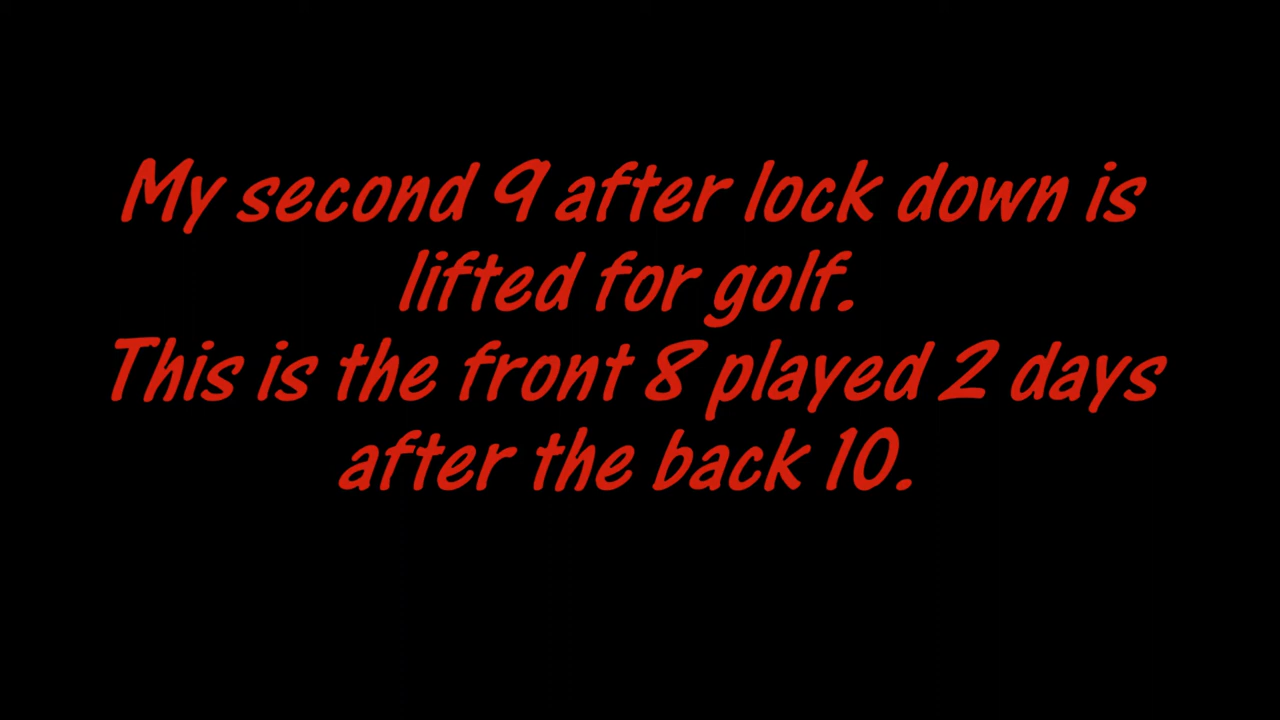 My second 9 after lock down is
lifted for golf.
This is the front 8 played 2 days
after the back 10.